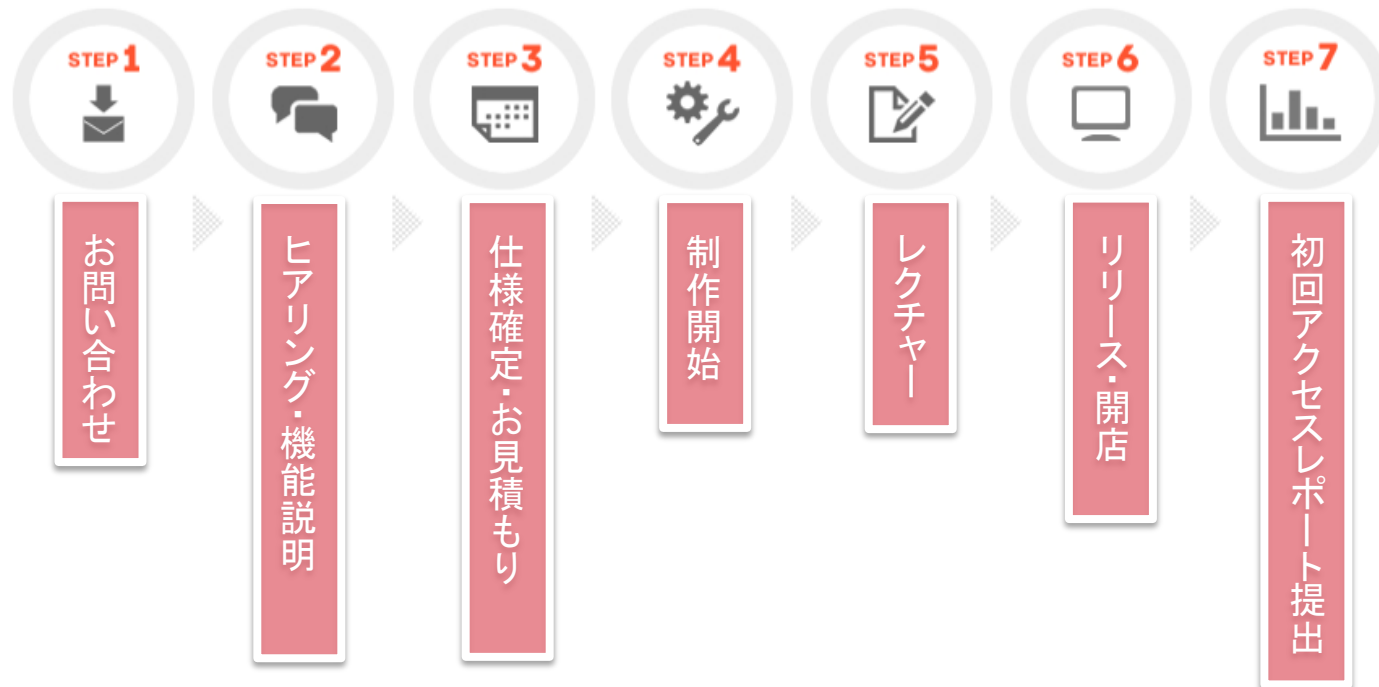 STEP 1
お問い合わせ
STEP 2
ヒアリング・機能説明
STEP 3
仕様確定・お見積もり
STEP 4
制作開始
STEP 5
レクチャー
STEP 6
リリース・開店
STEP 7
初回アクセスレポート提出